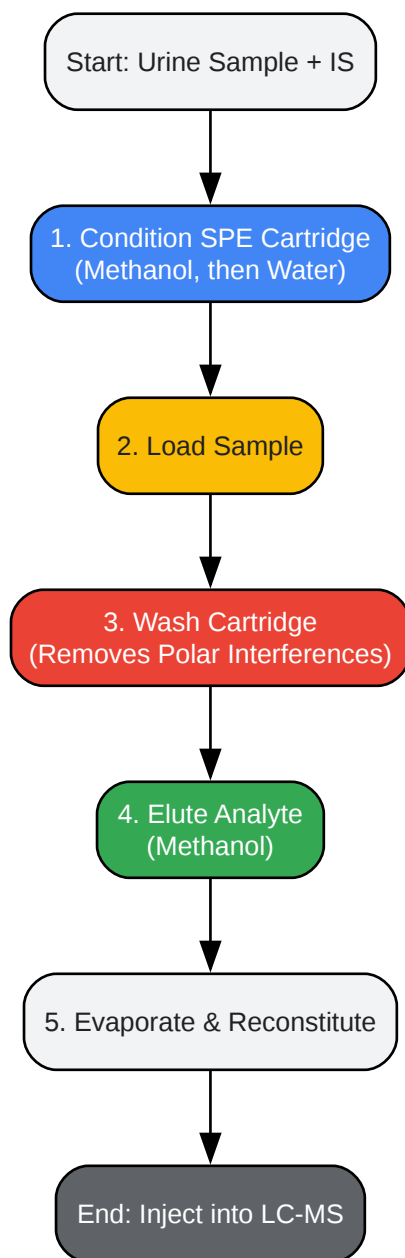 Start: Urine Sample + IS
1. Condition SPE Cartridge
(Methanol, then Water)
2. Load Sample
3. Wash Cartridge
(Removes Polar Interferences)
4. Elute Analyte
(Methanol)
5. Evaporate & Reconstitute
End: Inject into LC-MS